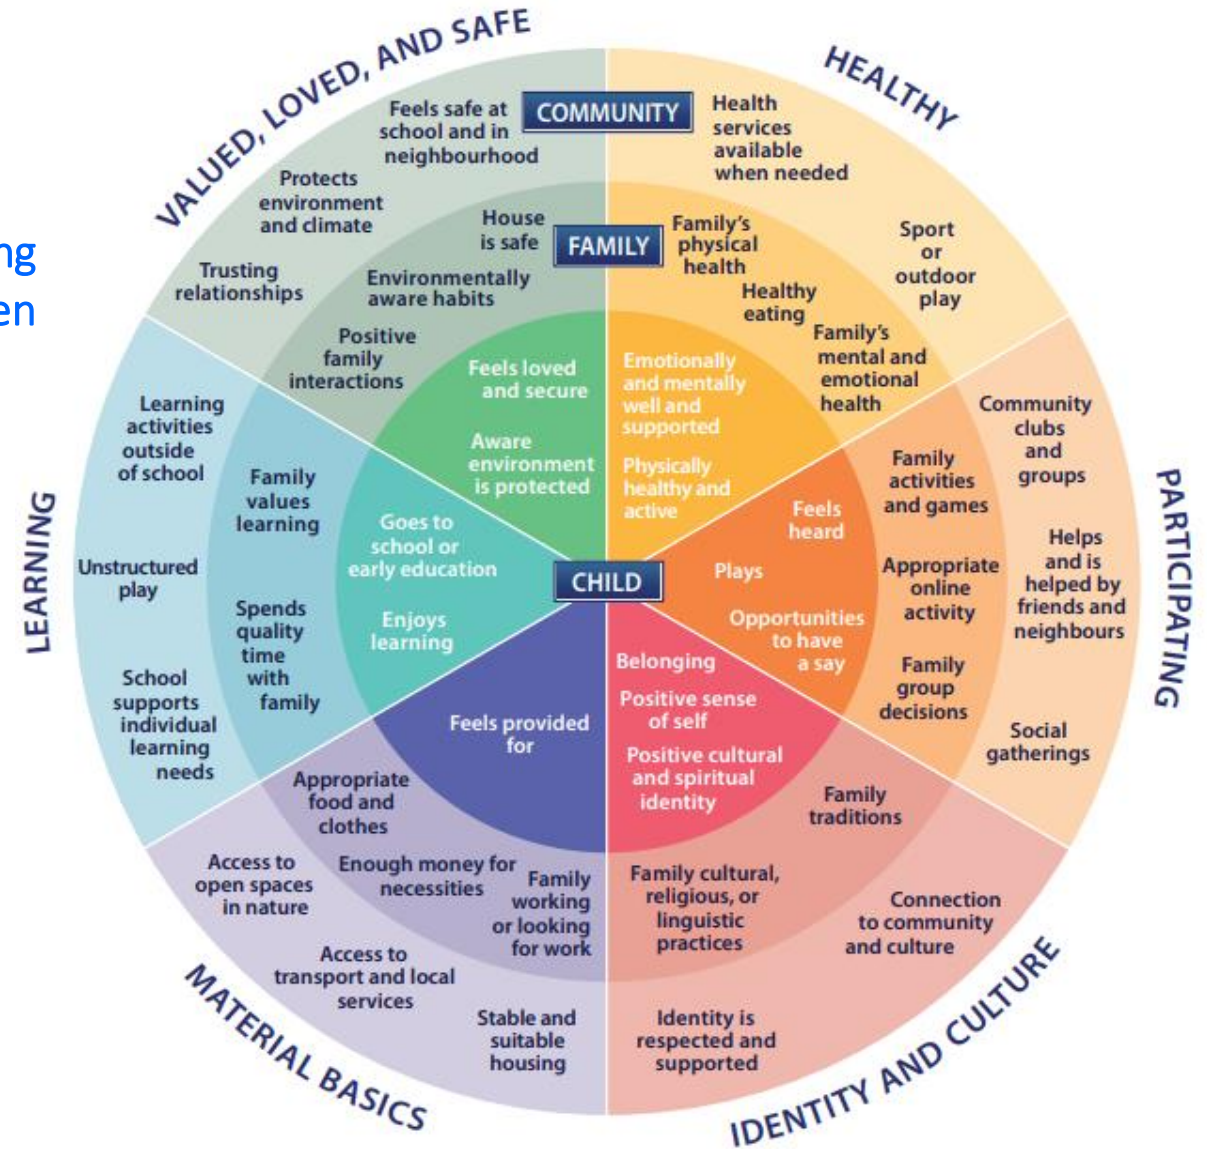 VALUED, LOVED, AND SAFE
HEALTHY
PARTICIPATING
IDENTITY AND CULTURE
MATERIAL BASICS
LEARNING
ng
en
COMMUNITY
FAMILY
CHILD
Feels safe at
school and in
neighbourhood
Protects
environment
and climate
Trusting
relationships
House
is safe
Environmentally
aware habits
Positive
family
interactions
Feels loved
and secure
Aware
environment
is protected
Health
services
available
when needed
Sport
or
outdoor
play
Family's
physical
health
Healthy
eating
Family's
mental and
emotional
health
Emotionally
and mentally
well and
supported
Physically
healthy and
active
Community
clubs
and
groups
Helps
and is
helped by
friends and
neighbours
Social
gatherings
Family
activities
and games
Appropriate
online
activity
Family
group
decisions
Feels
heard
Plays
Opportunities
to have
a say
Belonging
Positive sense
of self
Positive cultural
and spiritual
identity
Family
traditions
Family cultural,
religious, or
linguistic
practices
Connection
to community
and culture
Identity is
respected and
supported
Feels provided
for
Appropriate
food and
clothes
Enough money for
necessities
Family
working
or looking
for work
Access to
open spaces
in nature
Access to
transport and local
services
Stable and
suitable
housing
Learning
activities
outside
of school
Unstructured
play
School
supports
individual
learning
needs
Family
values
learning
Spends
quality
time
with
family
Goes to
school or
early education
Enjoys
learning